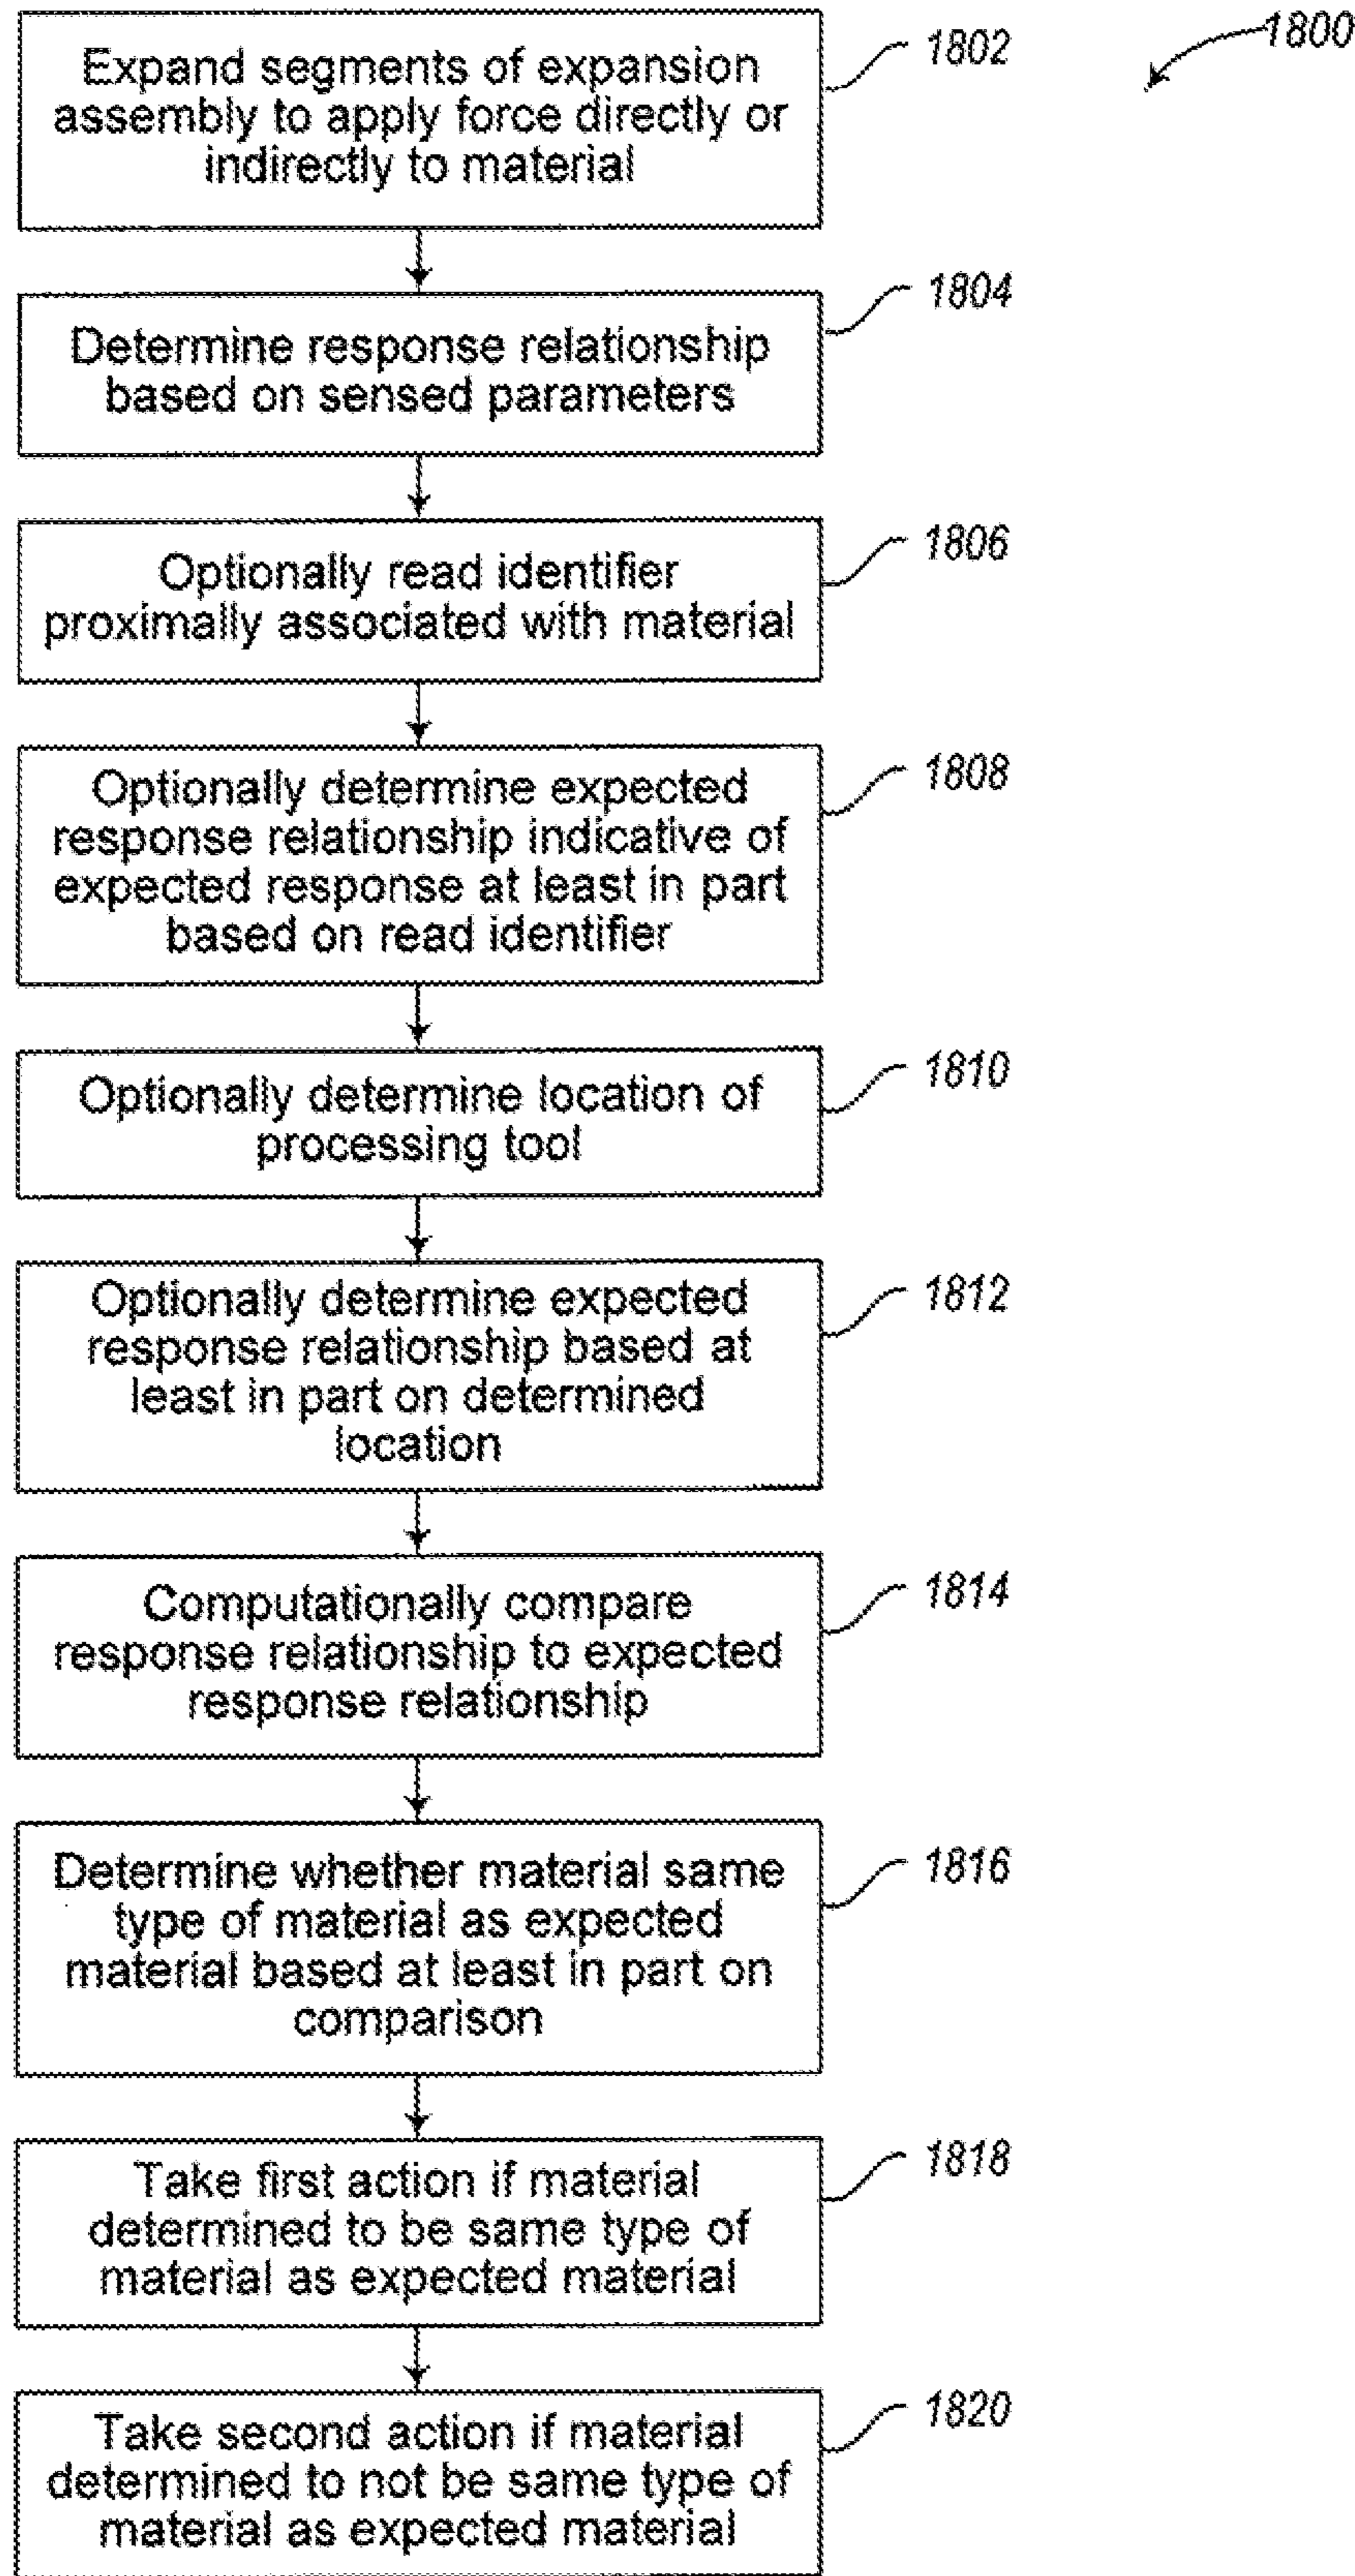 1800
Expand segments of expansion
assembly to apply force directly or
indirectly to material
1802
Determine response relationship
based on sensed parameters
1804
Optionally read identifier
proximally associated with material
1806
Optionally determine expected
response relationship indicative of
expected response at least in part
based on read identifier
1808
Optionally determine location of
processing tool
1810
Optionally determine expected
response relationship based at
least in part on determined
location
1812
Computationally compare
response relationship to expected
response relationship
1814
Determine whether material same
type of material as expected
material based at least in part on
comparison
1816
Take first action if material
determined to be same type of
material as expected material
1818
Take second action if material
determined to not be same type of
material as expected material
1820